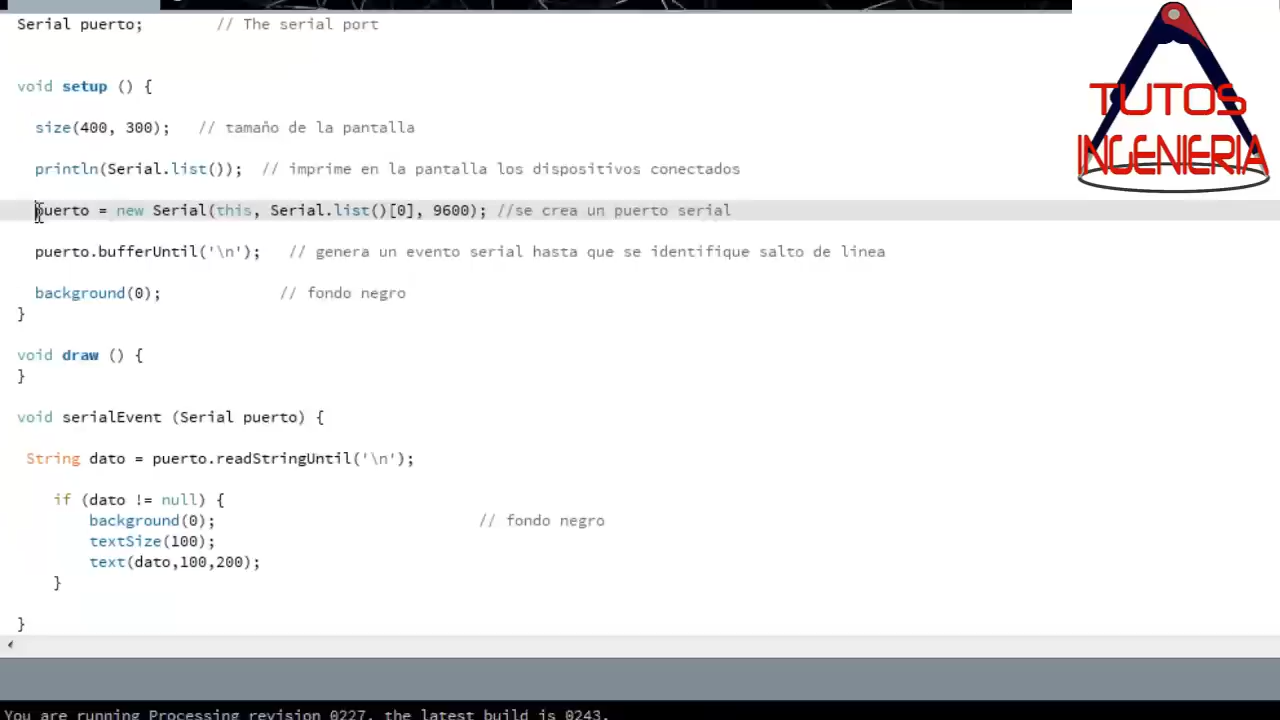 Serial puerto;        // The serial port
void setup () {
size(400, 300);   // tamaño de la pantalla
println(Serial.list());  // imprime en la pantalla los dispositivos conectados
puerto = new Serial(this, Serial.list()[0], 9600); //se crea un puerto serial
puerto.bufferUntil('\n');   // genera un evento serial hasta que se identifique salto de linea
background(0);             // fondo negro
}
void draw () {
}
void serialEvent (Serial puerto) {
String dato = puerto.readStringUntil('\n');
if (dato != null) {
background(0);                             // fondo negro
textSize(100);
text(dato,100,200);
}
}
You are running Processing revision 0227, the latest build is 0243.
TUTOS
INGENIERIA